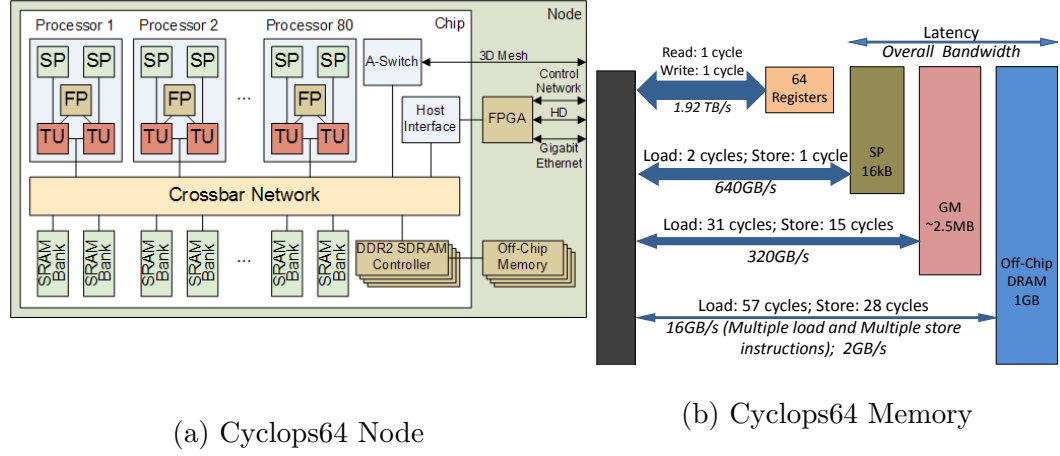 Node
Chip
Processor 1
Processor 2
Processor 80
SP
SP
SP
SP
SP
SP
FP
FP
FP
TU
TU
TU
TU
TU
TU
...
A-Switch
3D Mesh
Host
Interface
FPGA
Control
Network
HD
Gigabit
Ethernet
Crossbar Network
SRAM
Bank
SRAM
Bank
SRAM
Bank
SRAM
Bank
...
SRAM
Bank
SRAM
Bank
DDR2 SDRAM
Controller
Off-Chip
Memory
(a) Cyclops64 Node
Latency
Overall Bandwidth
Read: 1 cycle
Write: 1 cycle
1.92 TB/s
64
Registers
Load: 2 cycles; Store: 1 cycle
640GB/s
SP
16kB
Load: 31 cycles; Store: 15 cycles
320GB/s
GM
~2.5MB
Load: 57 cycles; Store: 28 cycles
16GB/s (Multiple load and Multiple store
instructions); 2GB/s
Off-Chip
DRAM
1GB
(b) Cyclops64 Memory